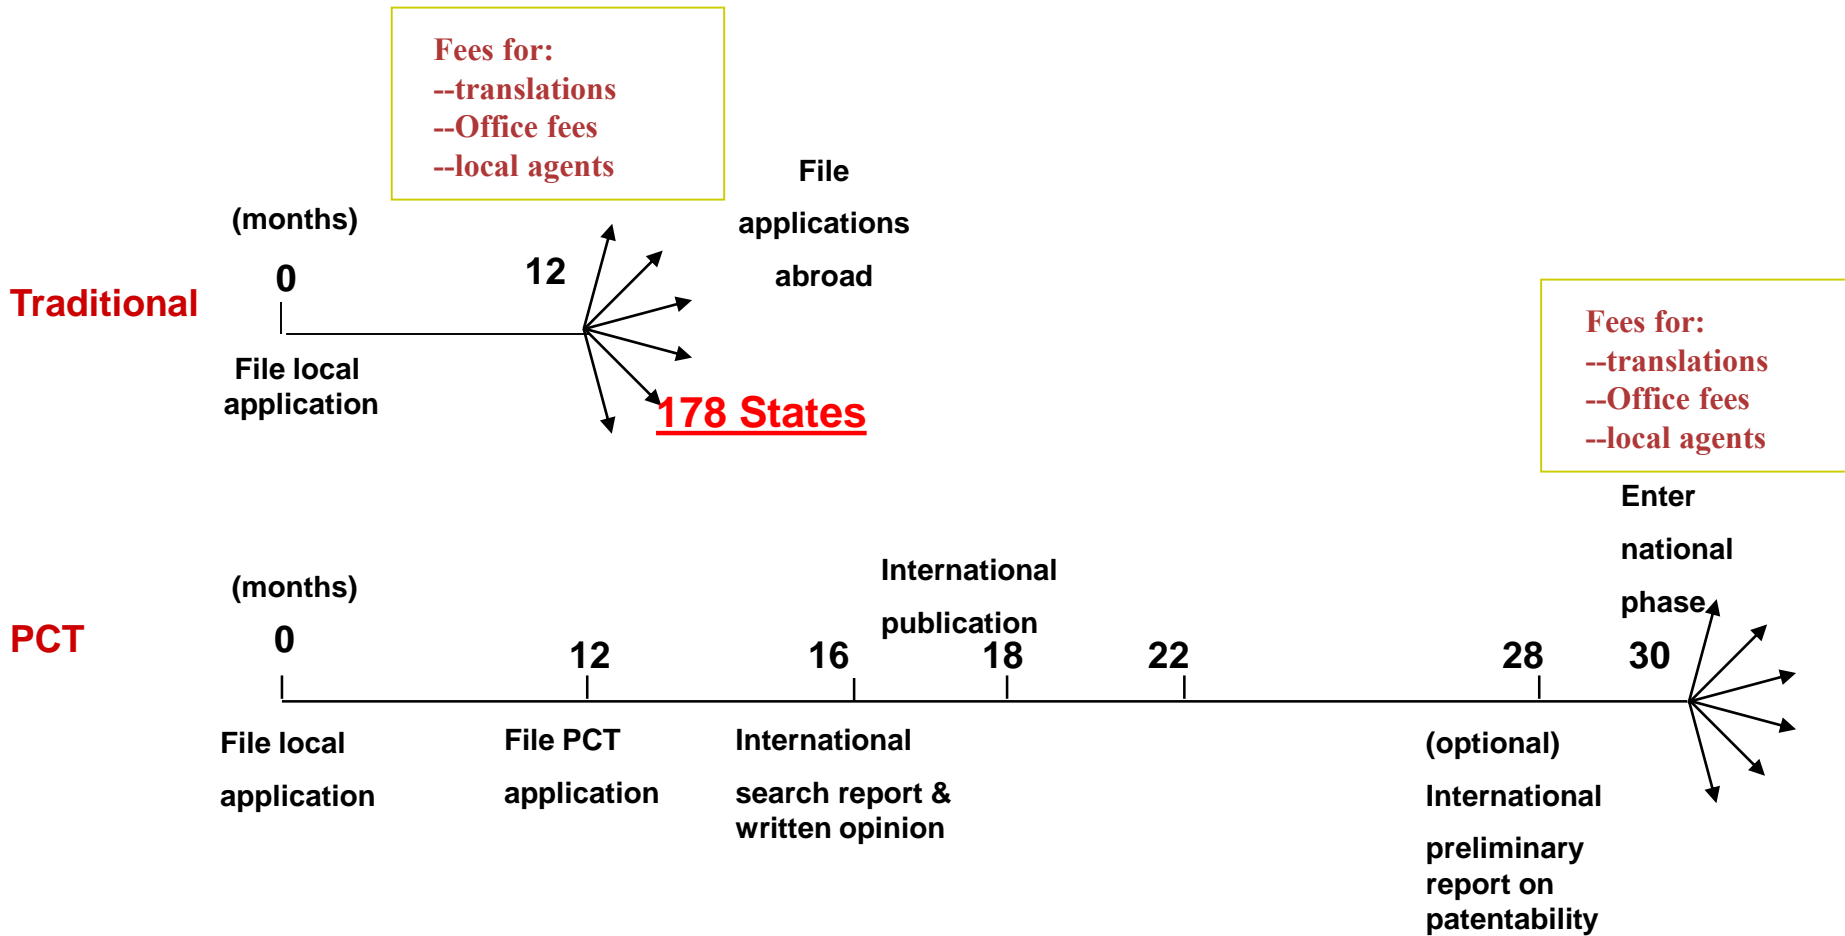 Fees for:
--translations
--Office fees
--local agents
File
applications
abroad
(months)
0
12
Traditional
File local
application
178 States
Fees for:
--translations
--Office fees
--local agents
Enter
national
phase
International
publication
(months)
PCT
0
12
16
18
22
28
30
File local
application
File PCT
application
International
search report &
written opinion
(optional)
International
preliminary
report on
patentability